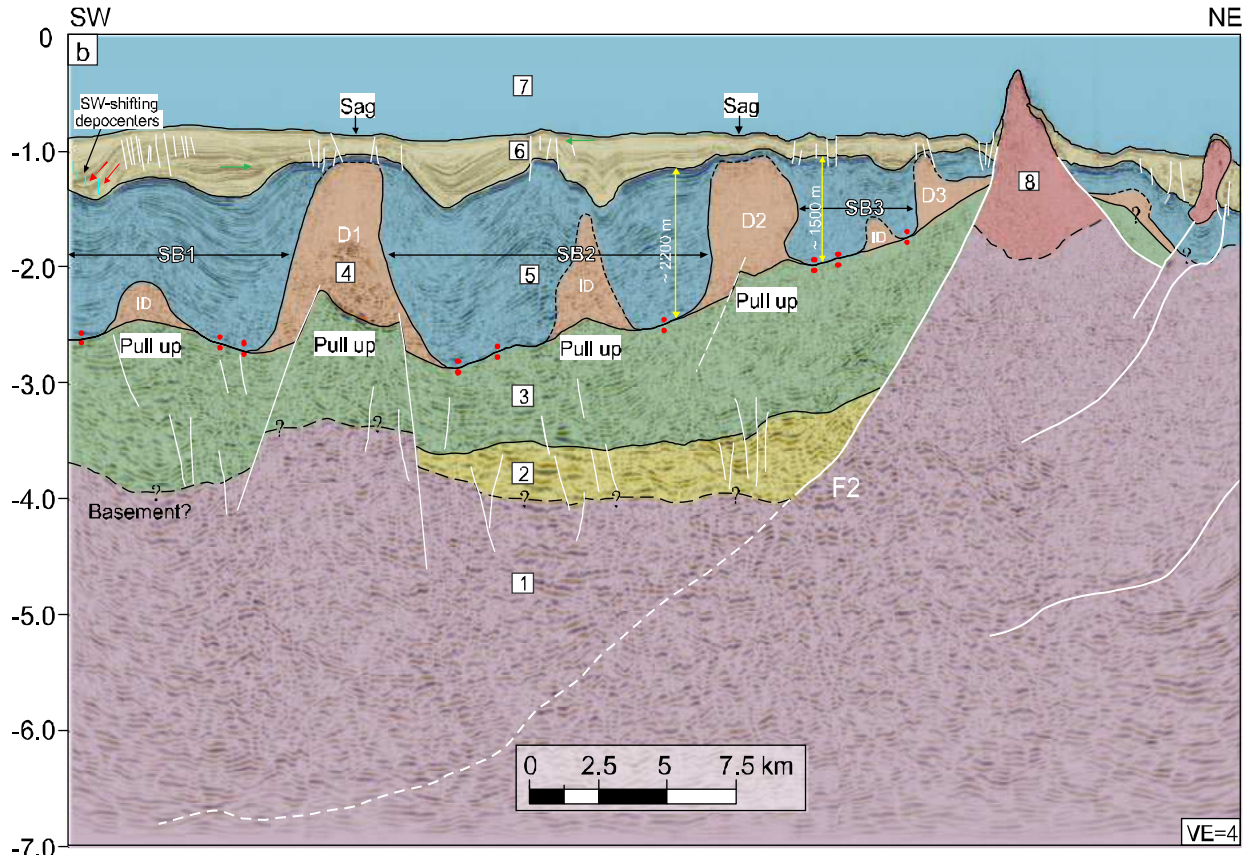 SW
NE
0
b
7
SW-shifting
depocenters
Sag
Sag
6
-1.0
8
D3
D2
SB3
~ 1500 m
D1
ID
SB1
SB2
5
~ 2200 m
-2.0
4
ID
ID
?
?
Pull up
Pull up
Pull up
Pull up
-3.0
3
?
?
2
-4.0
?
?
?
?
F2
Basement?
1
-5.0
-6.0
0 2.5 5 7.5 km
-7.0
VE=4